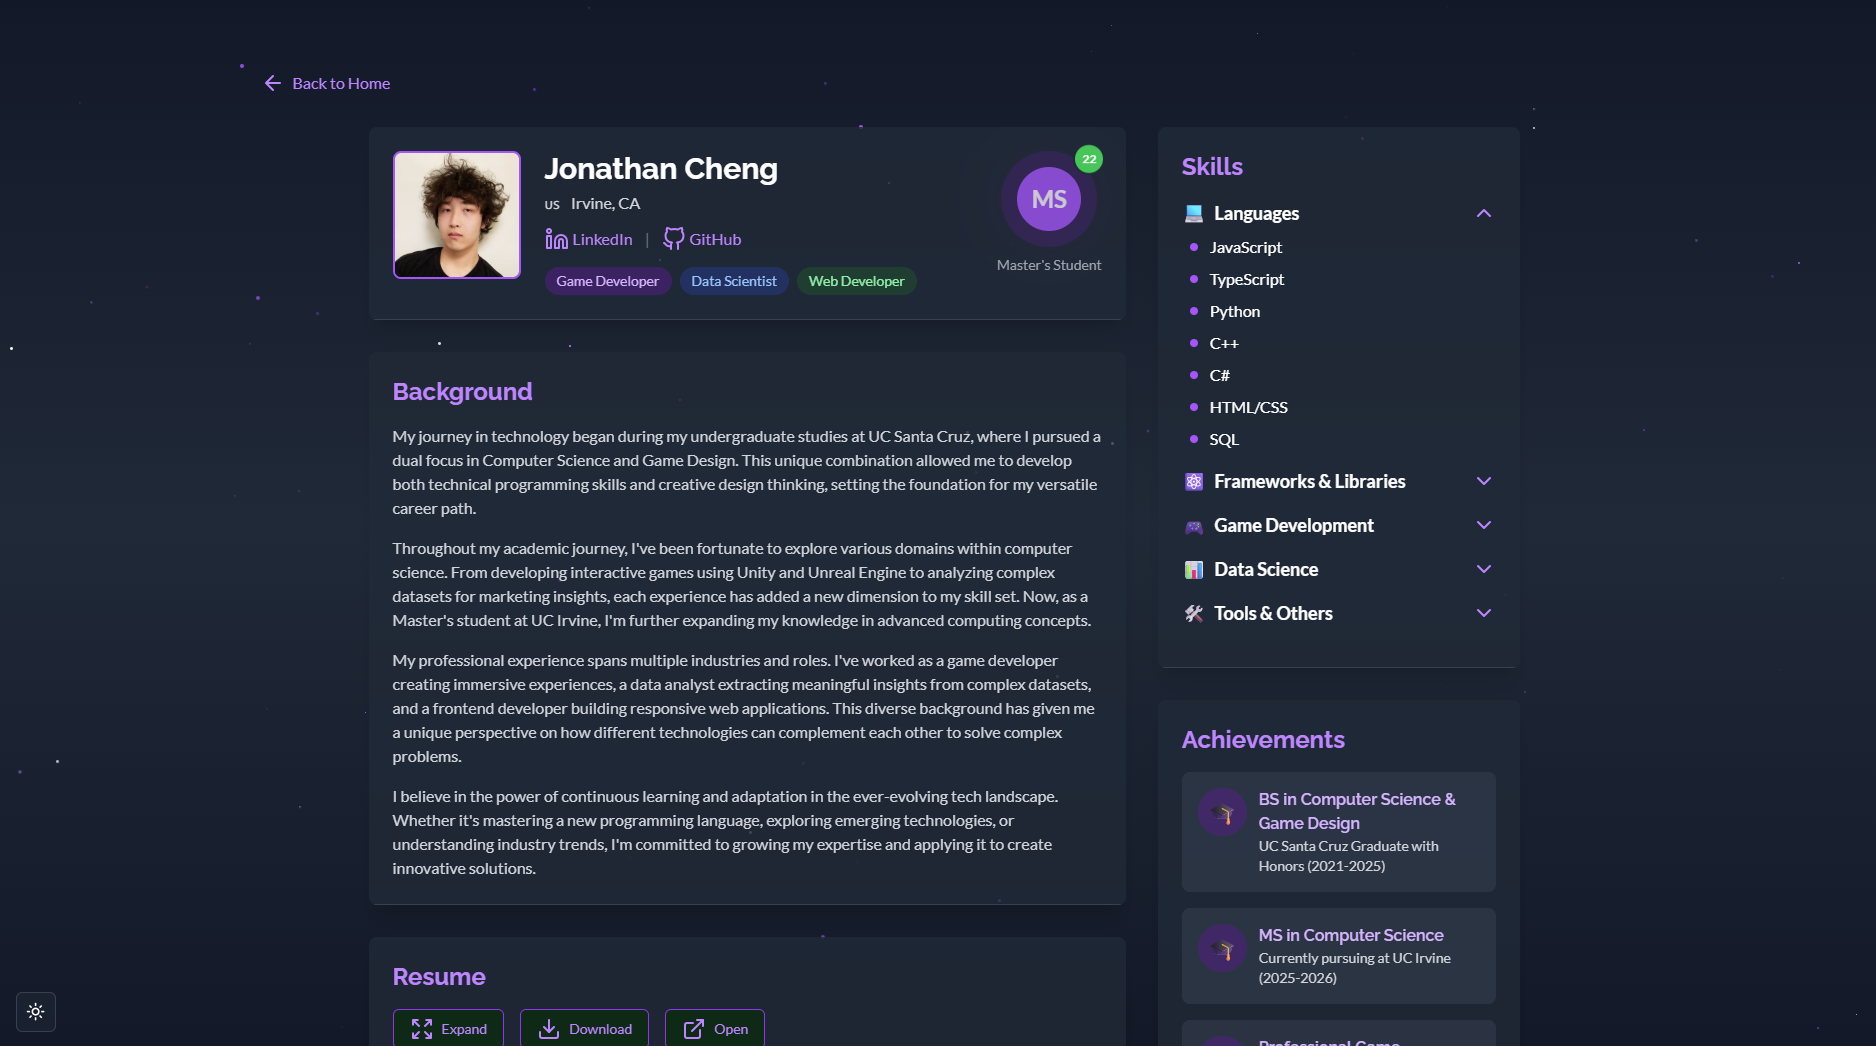 Back to Home
Jonathan Cheng
us Irvine, CA
LinkedIn | GitHub
Game Developer Data Scientist Web Developer
22
MS
Master's Student
Background
My journey in technology began during my undergraduate studies at UC Santa Cruz, where I pursued a
dual focus in Computer Science and Game Design. This unique combination allowed me to develop
both technical programming skills and creative design thinking, setting the foundation for my versatile
career path.
Throughout my academic journey, I've been fortunate to explore various domains within computer
science. From developing interactive games using Unity and Unreal Engine to analyzing complex
datasets for marketing insights, each experience has added a new dimension to my skill set. Now, as a
Master's student at UC Irvine, I'm further expanding my knowledge in advanced computing concepts.
My professional experience spans multiple industries and roles. I've worked as a game developer
creating immersive experiences, a data analyst extracting meaningful insights from complex datasets,
and a frontend developer building responsive web applications. This diverse background has given me
a unique perspective on how different technologies can complement each other to solve complex
problems.
I believe in the power of continuous learning and adaptation in the ever-evolving tech landscape.
Whether it's mastering a new programming language, exploring emerging technologies, or
understanding industry trends, I'm committed to growing my expertise and applying it to create
innovative solutions.
Resume
Expand Download Open
Skills
Languages
JavaScript
TypeScript
Python
C++
C#
HTML/CSS
SQL
Frameworks & Libraries
Game Development
Data Science
Tools & Others
Achievements
BS in Computer Science &
Game Design
UC Santa Cruz Graduate with
Honors (2021-2025)
MS in Computer Science
Currently pursuing at UC Irvine
(2025-2026)
Professional Game